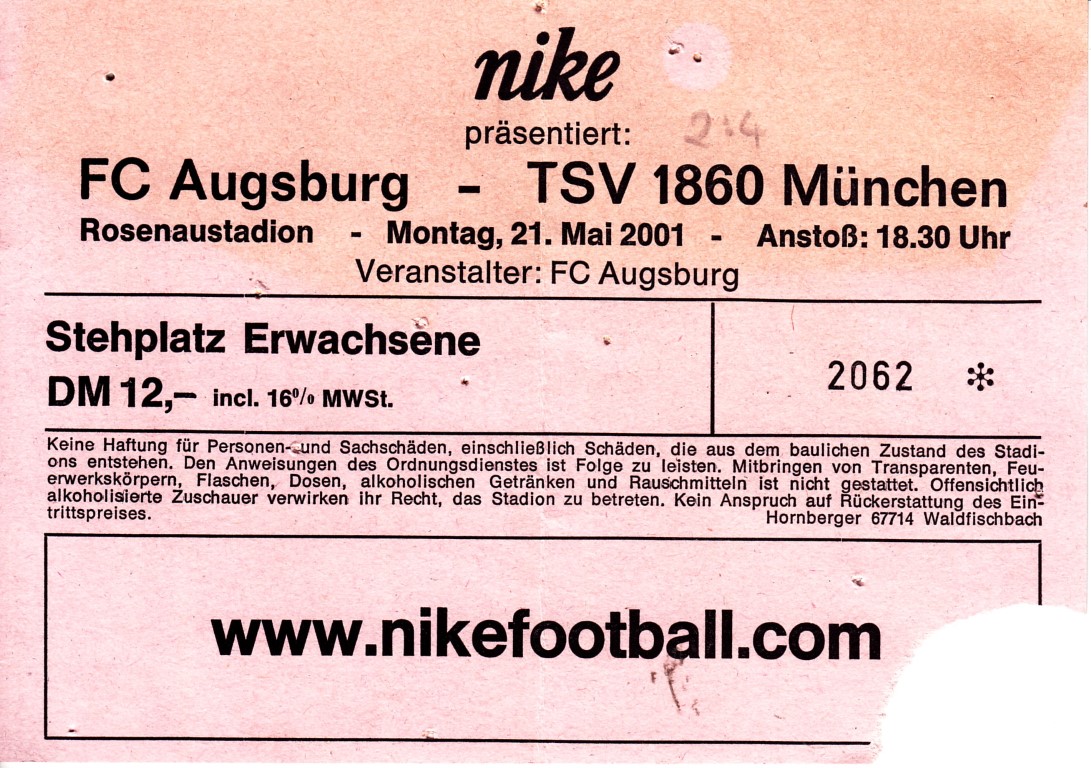 nike
präsentiert:
2:4
FC Augsburg - TSV 1860 München
Rosenaustadion - Montag, 21. Mai 2001 - Anstoß: 18.30 Uhr
Veranstalter: FC Augsburg
Stehplatz Erwachsene
DM 12,– incl. 16% MWSt.
2062 *
Keine Haftung für Personen- und Sachschäden, einschließlich Schäden, die aus dem baulichen Zustand des Stadi-
ons entstehen. Den Anweisungen des Ordnungsdienstes ist Folge zu leisten. Mitbringen von Transparenten, Feu-
erwerkskörpern, Flaschen, Dosen, alkoholischen Getränken und Rauschmitteln ist nicht gestattet. Offensichtlich
alkoholisierte Zuschauer verwirken ihr Recht, das Stadion zu betreten. Kein Anspruch auf Rückerstattung des Ein-
trittspreises.
Hornberger 67714 Waldfischbach
www.nikefootball.com